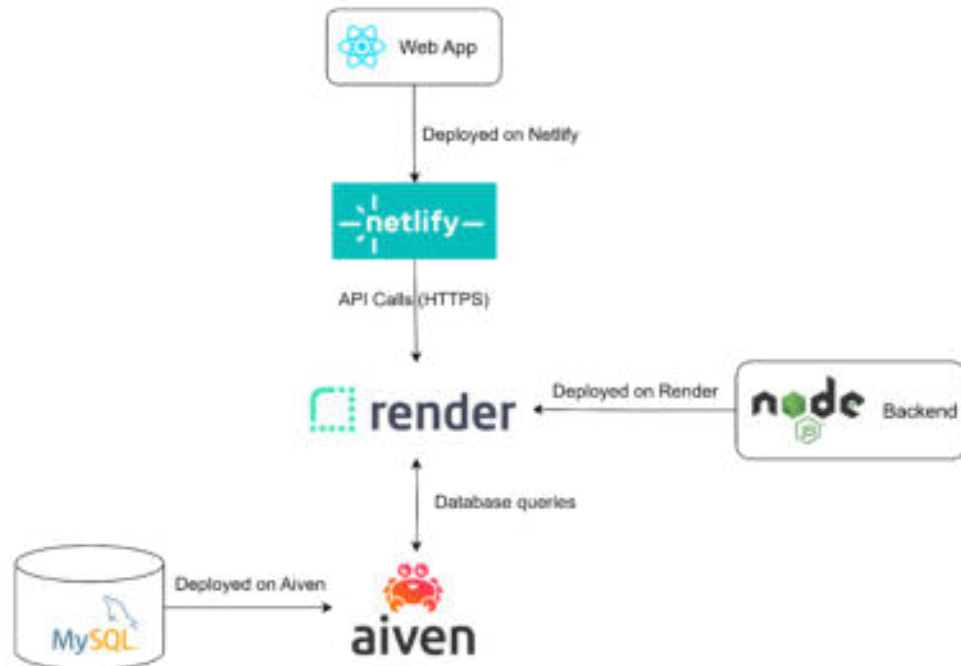 Web App
Deployed on Netlify
netlify
API Calls (HTTPS)
render
Deployed on Render
node
JS
Backend
Database queries
Deployed on Aiven
MySQL
aiven